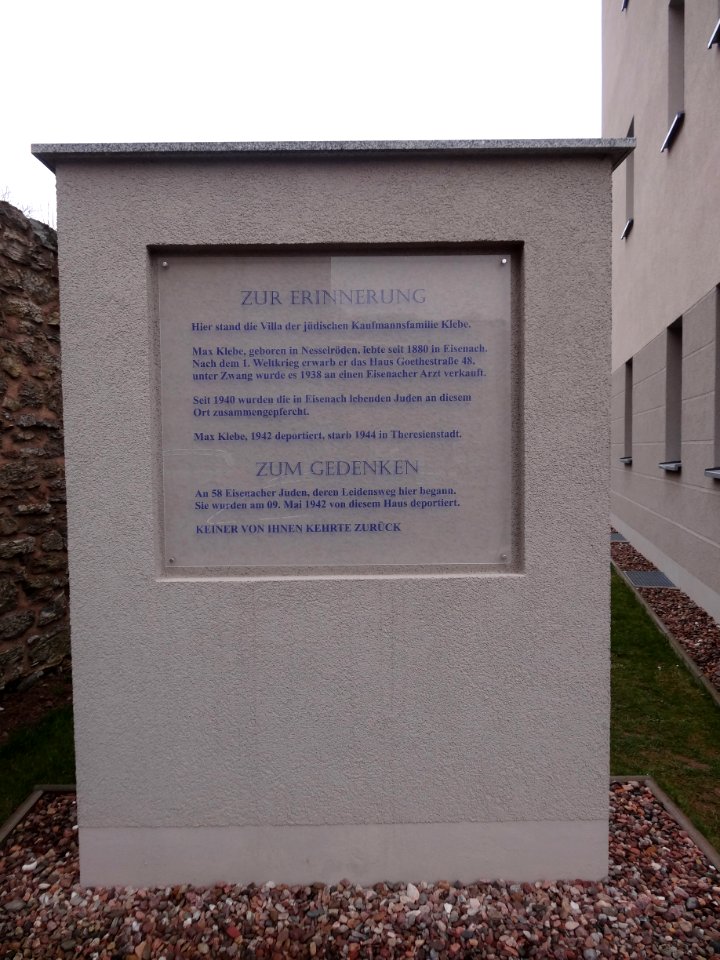 ZUR ERINNERUNG
Hier stand die Villa der jüdischen Kaufmannsfamilie Klebe.
Max Klebe, geboren in Nesselröden, lebte seit 1880 in Eisenach.
Nach dem 1. Weltkrieg erwarb er das Haus Goethestraße 48,
unter Zwang wurde es 1938 an einen Eisenacher Arzt verkauft.
Seit 1940 wurden die in Eisenach lebenden Juden an diesem
Ort zusammengepfercht.
Max Klebe, 1942 deportiert, starb 1944 in Theresienstadt.
ZUM GEDENKEN
An 58 Eisenacher Juden, deren Leidensweg hier begann.
Sie wurden am 09. Mai 1942 von diesem Haus deportiert.
KEINER VON IHNEN KEHRTE ZURÜCK